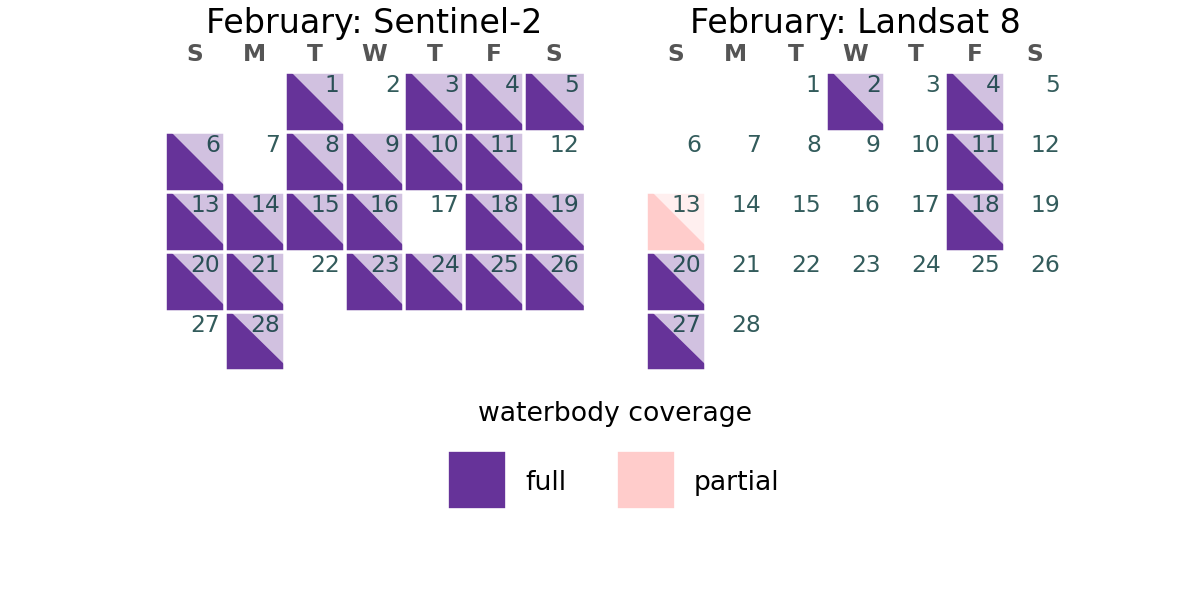 February: Sentinel-2
S M T W T F S
1 2 3 4 5
6 7 8 9 10 11 12
13 14 15 16 17 18 19
20 21 22 23 24 25 26
27 28
February: Landsat 8
S M T W T F S
1 2 3 4 5
6 7 8 9 10 11 12
13 14 15 16 17 18 19
20 21 22 23 24 25 26
27 28
waterbody coverage
full partial